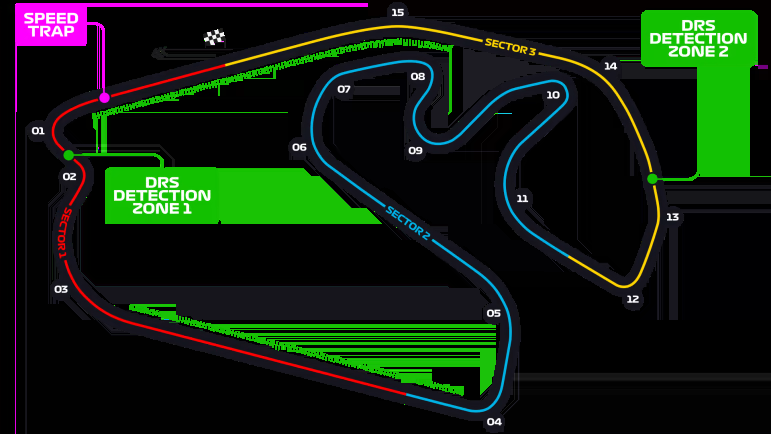 SPEED
TRAP
15
SECTOR 3
DRS
DETECTION
ZONE 2
14
08
07
10
01
09
06
02
DRS
DETECTION
ZONE 1
11
13
SECTOR 1
SECTOR 2
03
12
05
04